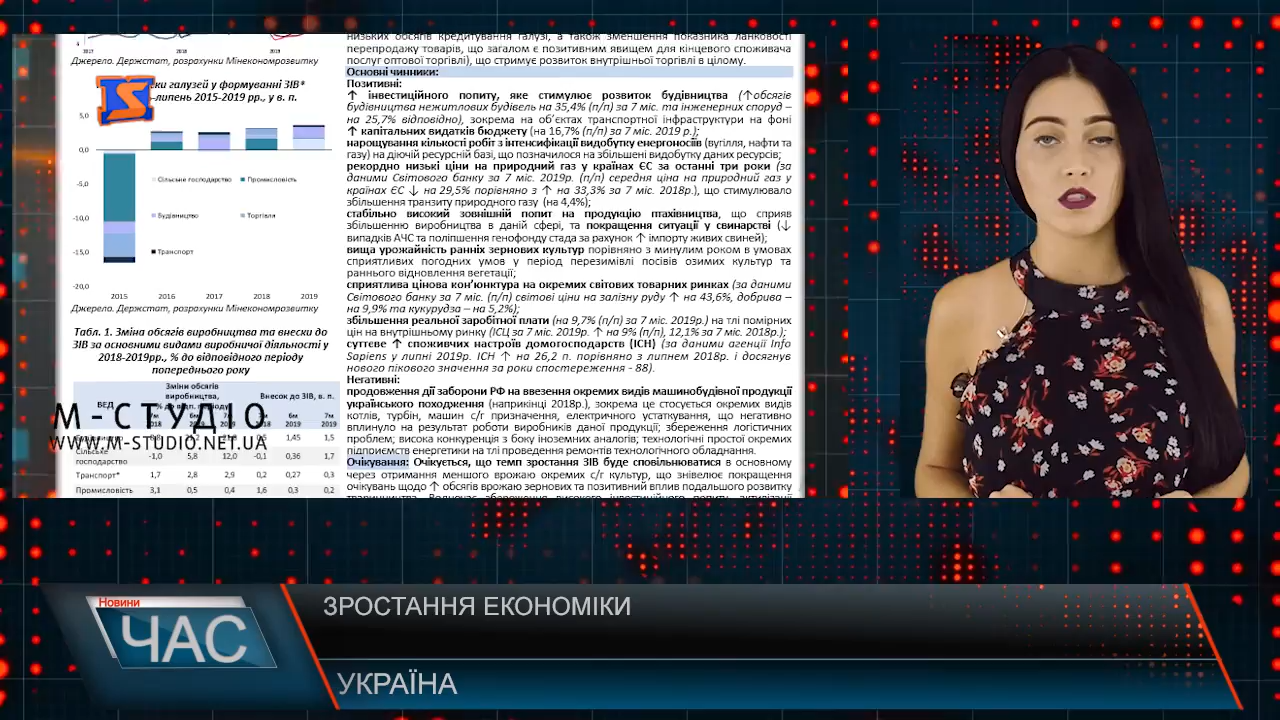 2017 2018 2019
Джерело. Держстат, розрахунки Мінекономрозвитку
ки галузей у формуванні ЗІВ*
-липень 2015-2019 рр., у в. п.
5,0
0,0
-5,0
-10,0
-15,0
-20,0
Сільське господарство
Промисловість
Будівництво
Торгівля
Транспорт
2015 2016 2017 2018 2019
Джерело. Держстат, розрахунки Мінекономрозвитку
Табл. 1. Зміна обсягів виробництва та внески до
ЗІВ за основними видами виробничої діяльності у
2018-2019рр., % до відповідного періоду
попереднього року
ВЕД
Зміни обсягів
виробництва,
% до відп. періоду
Внесок до ЗІВ, в. п.
М-СТУДІО
WWW.M-STUDIO.NET.UA
1,45 1,5
Сільське
господарство -1,0 5,8 12,0 -0,1 0,36 1,7
Транспорт* 1,7 2,8 2,9 0,2 0,27 0,3
Промисловість 3,1 0,5 0,4 1,6 0,3 0,2
низьких обсягів кредитування галузі, а також зменшення показника ланковості
перепродажу товарів, що загалом є позитивним явищем для кінцевого споживача
послуг оптової торгівлі), що стримує розвиток внутрішньої торгівлі в цілому.
Основні чинники:
Позитивні:
↑ інвестиційного попиту, яке стимулює розвиток будівництва (↑обсягів
будівництва нежитлових будівель на 35,4% (п/п) за 7 міс. та інженерних споруд –
на 25,7% відповідно), зокрема на об’єктах транспортної інфраструктури на фоні
↑ капітальних видатків бюджету (на 16,7% (п/п) за 7 міс. 2019 р.);
нарощування кількості робіт з інтенсифікації видобутку енергоносіїв (вугілля, нафти та
газу) на діючій ресурсній базі, що позначилося на збільшені видобутку даних ресурсів;
рекордно низькі ціни на природний газ у країнах ЄС за останні три роки (за
даними Світового банку за 7 міс. 2019р. (п/п) середня ціна на природний газ у
країнах ЄС ↓ на 29,5% порівняно з ↑ на 33,3% за 7 міс. 2018р.), що стимулювало
збільшення транзиту природного газу (на 4,4%);
стабільно високий зовнішній попит на продукцію птахівництва, що сприяв
збільшенню виробництва в даній сфері, та покращення ситуації у свинарстві (↓
випадків АЧС та поліпшення генофонду стада за рахунок ↑ імпорту живих свиней);
вища урожайність ранніх зернових культур порівняно з минулим роком в умовах
сприятливих погодних умов у період перезимівлі посівів озимих культур та
раннього відновлення вегетації;
сприятлива цінова кон’юнктура на окремих світових товарних ринках (за даними
Світового банку за 7 міс. (п/п) світові ціни на залізну руду ↑ на 43,6%, добрива –
на 9,9% та кукурудза – на 5,2%);
збільшення реальної заробітної плати (на 9,7% (п/п) за 7 міс. 2019р.) на тлі помірних
цін на внутрішньому ринку (ІСЦ за 7 міс. 2019р. ↑ на 9% (п/п), 12,1% за 7 міс. 2018р.);
суттєве ↑ споживчих настроїв домогосподарств (ІСН) (за даними агенції Info
Sapiens у липні 2019р. ІСН ↑ на 26,2 п. порівняно з липнем 2018р. і досягнув
нового пікового значення за роки спостереження - 88).
Негативні:
продовження дії заборони РФ на ввезення окремих видів машинобудівної продукції
українського походження (наприкінці 2018р.), зокрема це стосується окремих видів
котлів, турбін, машин с/г призначення, електричного устаткування, що негативно
вплинуло на результат роботи виробників даної продукції; збереження логістичних
проблем; висока конкуренція з боку іноземних аналогів; технологічні простої окремих
підприємств енергетики на тлі проведення ремонтів технологічного обладнання.
Очікування: Очікується, що темп зростання ЗІВ буде сповільнюватися в основному
через отримання меншого врожаю окремих с/г культур, що знівелює покращення
очікувань щодо ↑ обсягів врожаю зернових та позитивний вплив подальшого розвитку
Новини
ЧАС
ЗРОСТАННЯ ЕКОНОМІКИ
УКРАЇНА